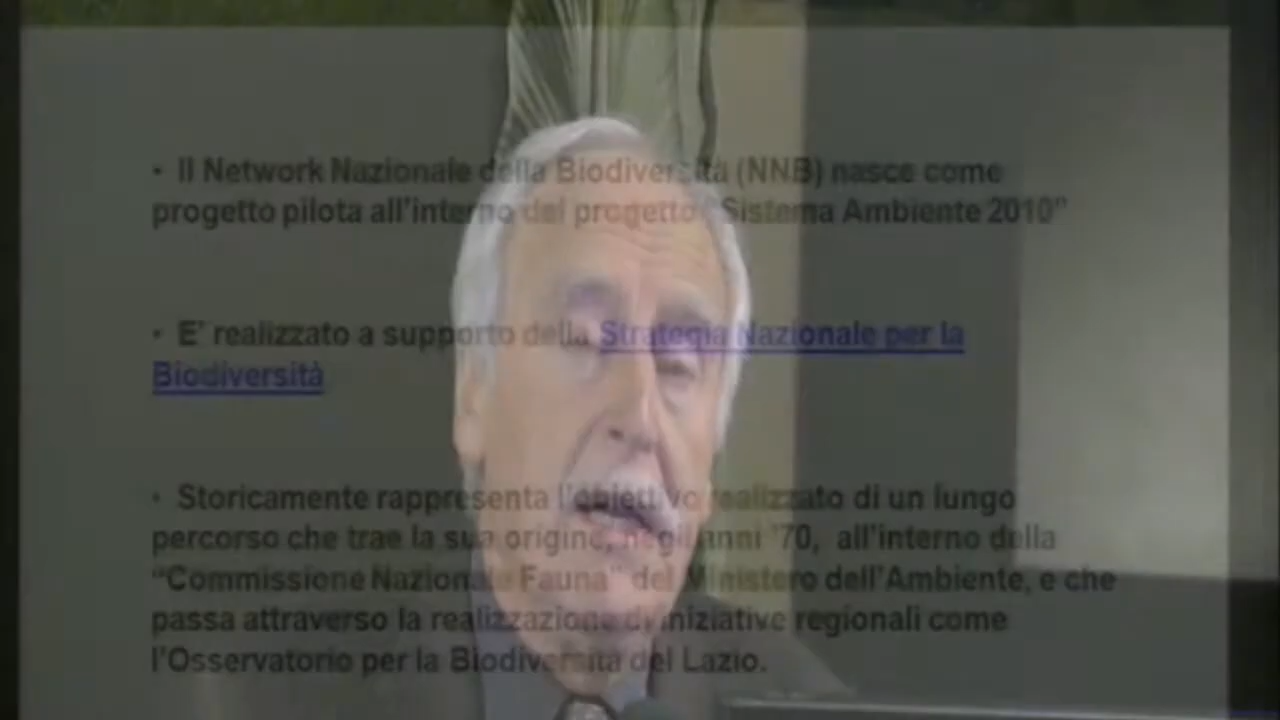 • Il Network Nazionale della Biodiversità (NNB) nasce come
progetto pilota all'interno del progetto "Sistema Ambiente 2010"
• E' realizzato a supporto della Strategia Nazionale per la
Biodiversità
• Storicamente rappresenta l'obiettivo realizzato di un lungo
percorso che trae la sua origine, negli anni '70, all'interno della
"Commissione Nazionale Fauna" del Ministero dell'Ambiente, e che
passa attraverso la realizzazione di iniziative regionali come
l'Osservatorio per la Biodiversità del Lazio.